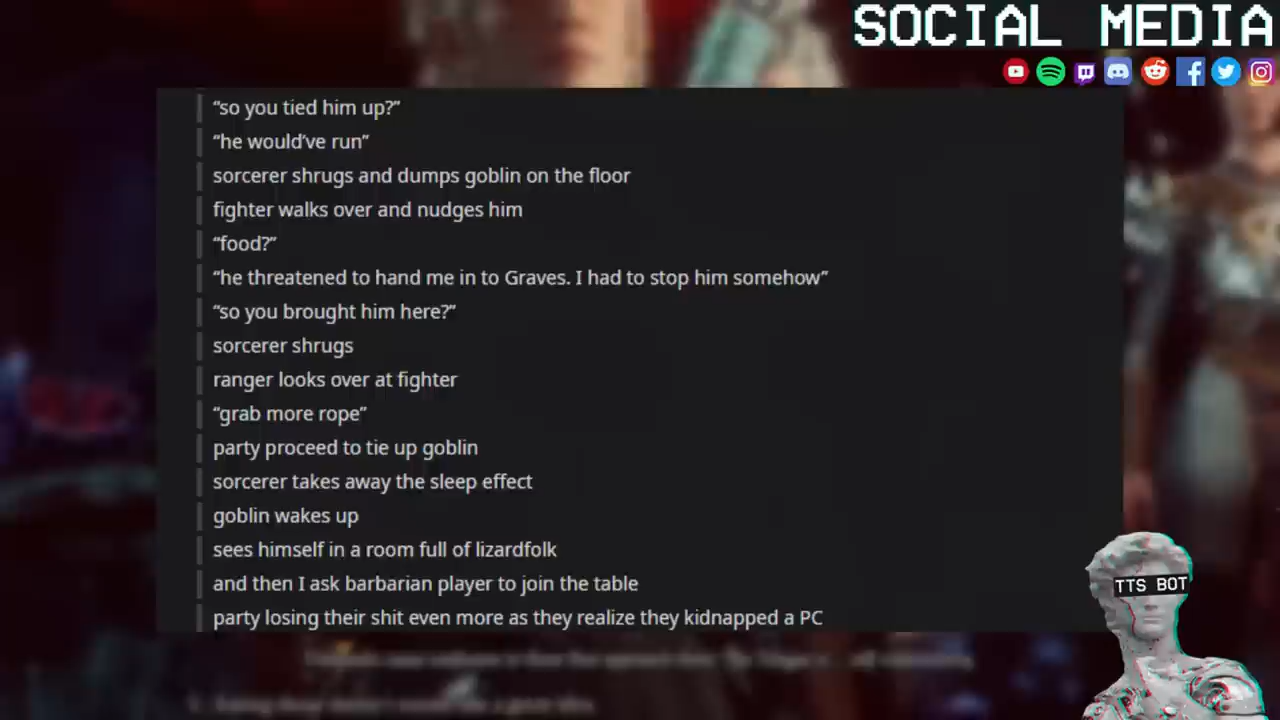 SOCIAL MEDIA
“so you tied him up?”
“he would’ve run”
sorcerer shrugs and dumps goblin on the floor
fighter walks over and nudges him
“food?”
“he threatened to hand me in to Graves. I had to stop him somehow”
“so you brought him here?”
sorcerer shrugs
ranger looks over at fighter
“grab more rope”
party proceed to tie up goblin
sorcerer takes away the sleep effect
goblin wakes up
sees himself in a room full of lizardfolk
and then I ask barbarian player to join the table
party losing their shit even more as they realize they kidnapped a PC
TTS BOT